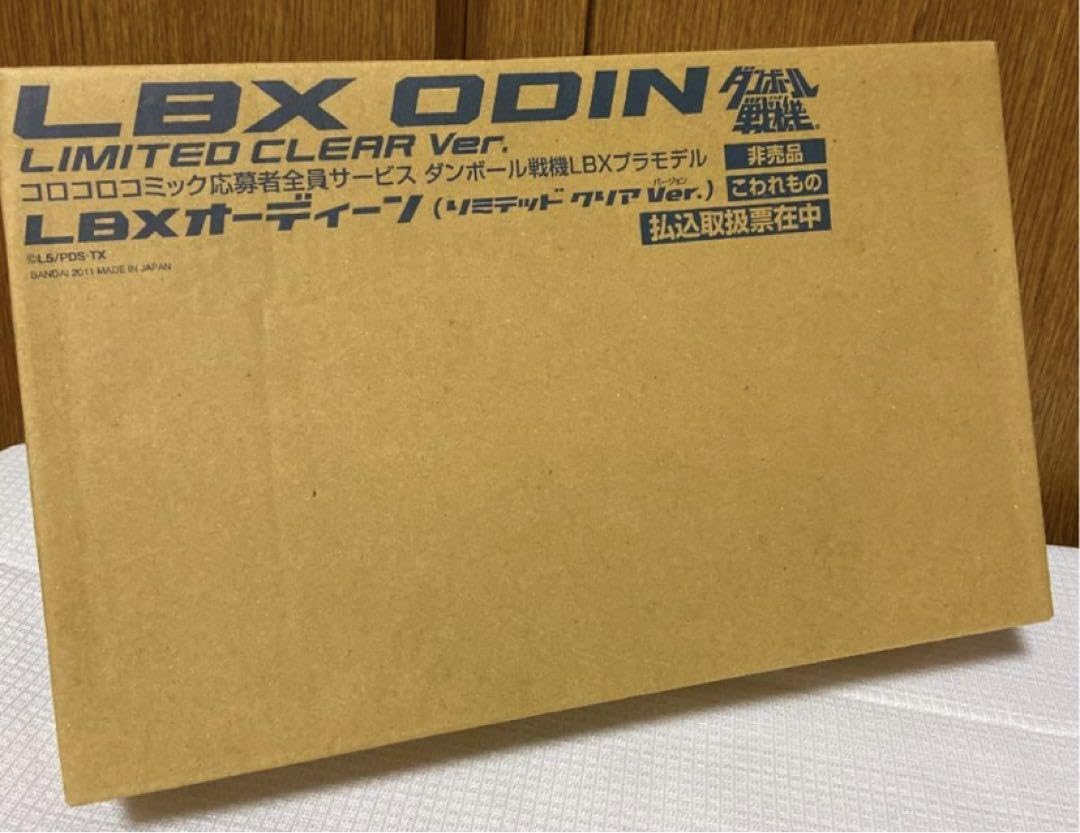 LBX ODIN
ダンボール
戦機
LIMITED CLEAR Ver.
コロコロコミック応募者全員サービス ダンボール戦機LBXプラモデル
非売品
バージョン
LBXオーディーン(リミテッド クリア Ver.)
こわれもの
払込取扱票在中
©L5/PDS・TX
BANDAI 2011 MADE IN JAPAN